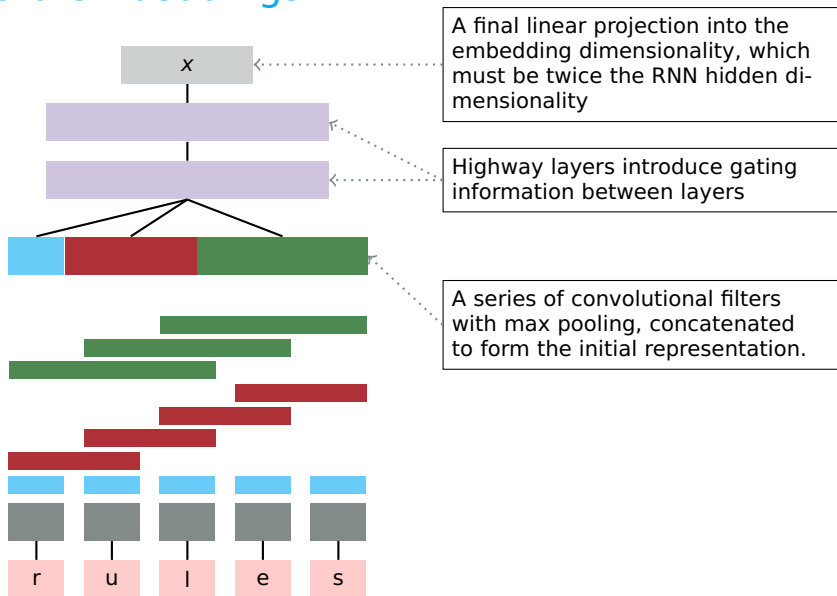 x
A final linear projection into the
embedding dimensionality, which
must be twice the RNN hidden di-
mensionality
Highway layers introduce gating
information between layers
A series of convolutional filters
with max pooling, concatenated
to form the initial representation.
r u l e s